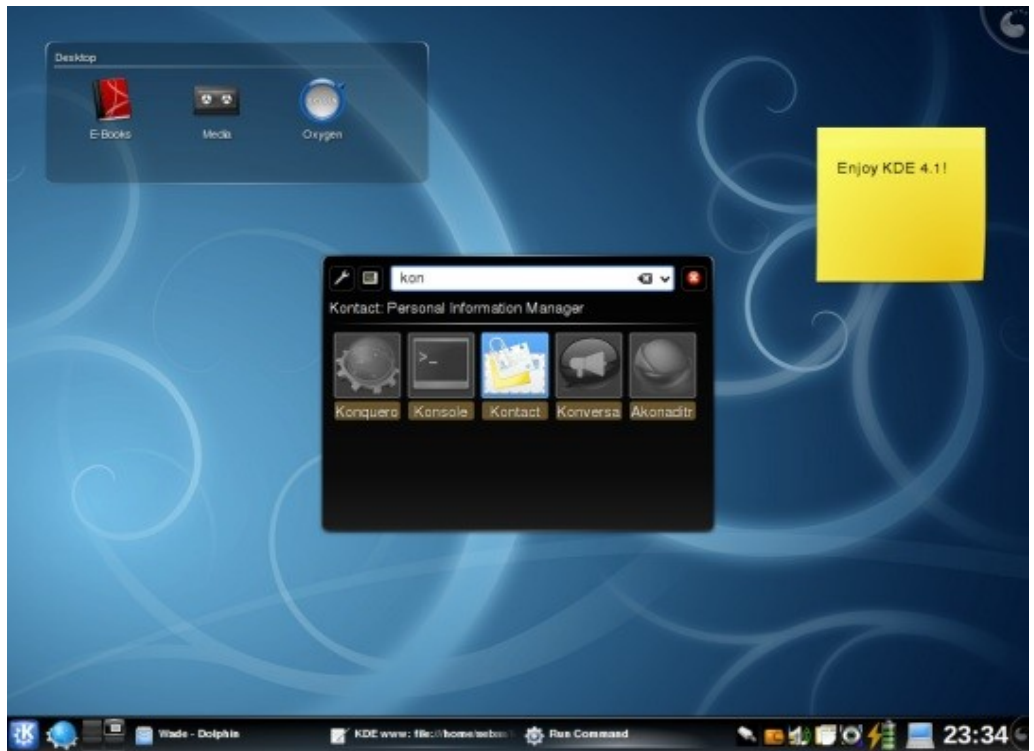 Desktop
E-Books
Media
Oxygen
Enjoy KDE 4.1!
kon
Kontact: Personal Information Manager
Konquero
Konsole
Kontact
Konversa
Akonaditr
Wade - Dolphin
KDE www: file:///home/sebas
Run Command
23:34